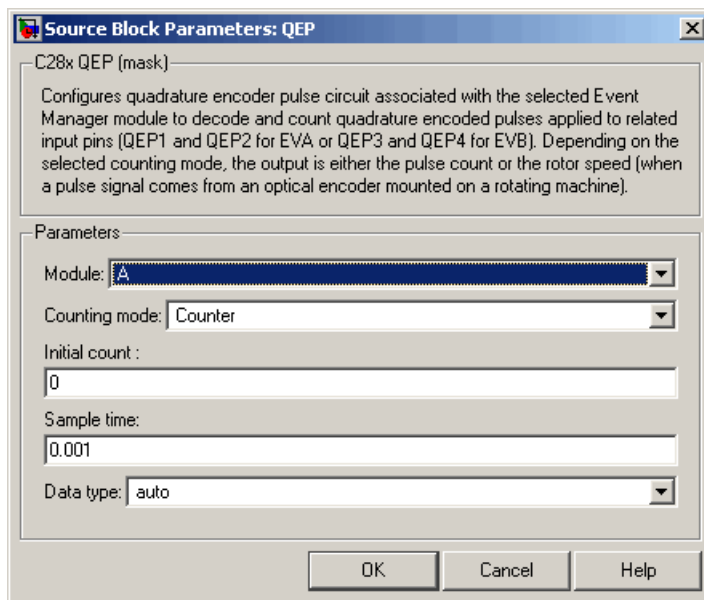 Source Block Parameters: QEP
C28x QEP (mask)
Configures quadrature encoder pulse circuit associated with the selected Event
Manager module to decode and count quadrature encoded pulses applied to related
input pins (QEP1 and QEP2 for EVA or QEP3 and QEP4 for EVB). Depending on the
selected counting mode, the output is either the pulse count or the rotor speed (when
a pulse signal comes from an optical encoder mounted on a rotating machine).
Parameters
Module: A
Counting mode: Counter
Initial count :
0
Sample time:
0.001
Data type: auto
OK Cancel Help